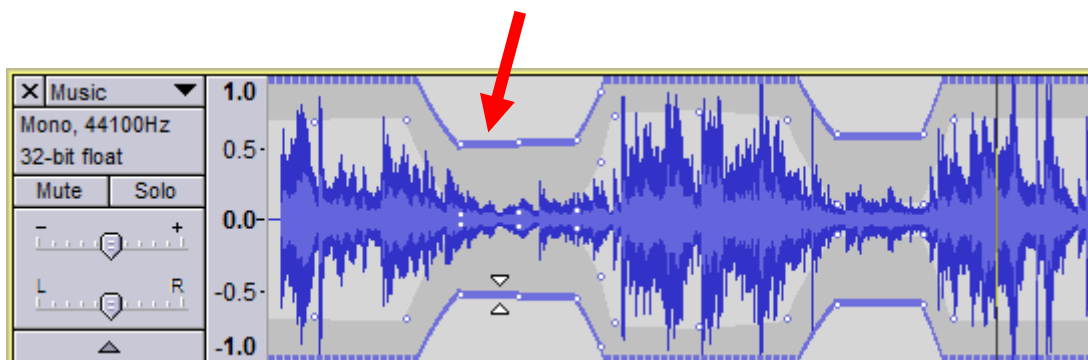 X Music
Mono, 44100Hz
32-bit float
Mute Solo
- +
L R
1.0
0.5-
0.0-
-0.5-
-1.0